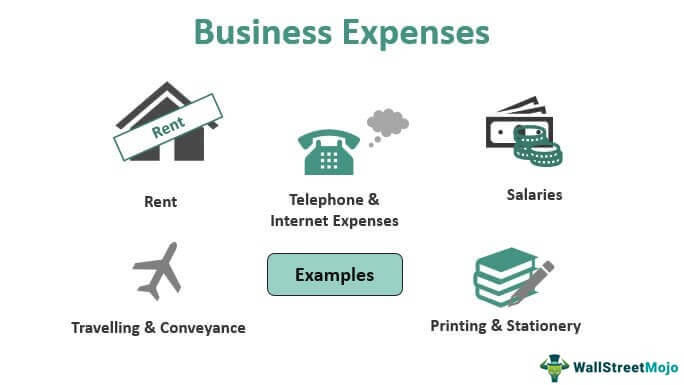 Business Expenses
Rent
Rent
Telephone &
Internet Expenses
Salaries
Travelling & Conveyance
Examples
Printing & Stationery
WallStreetMojo